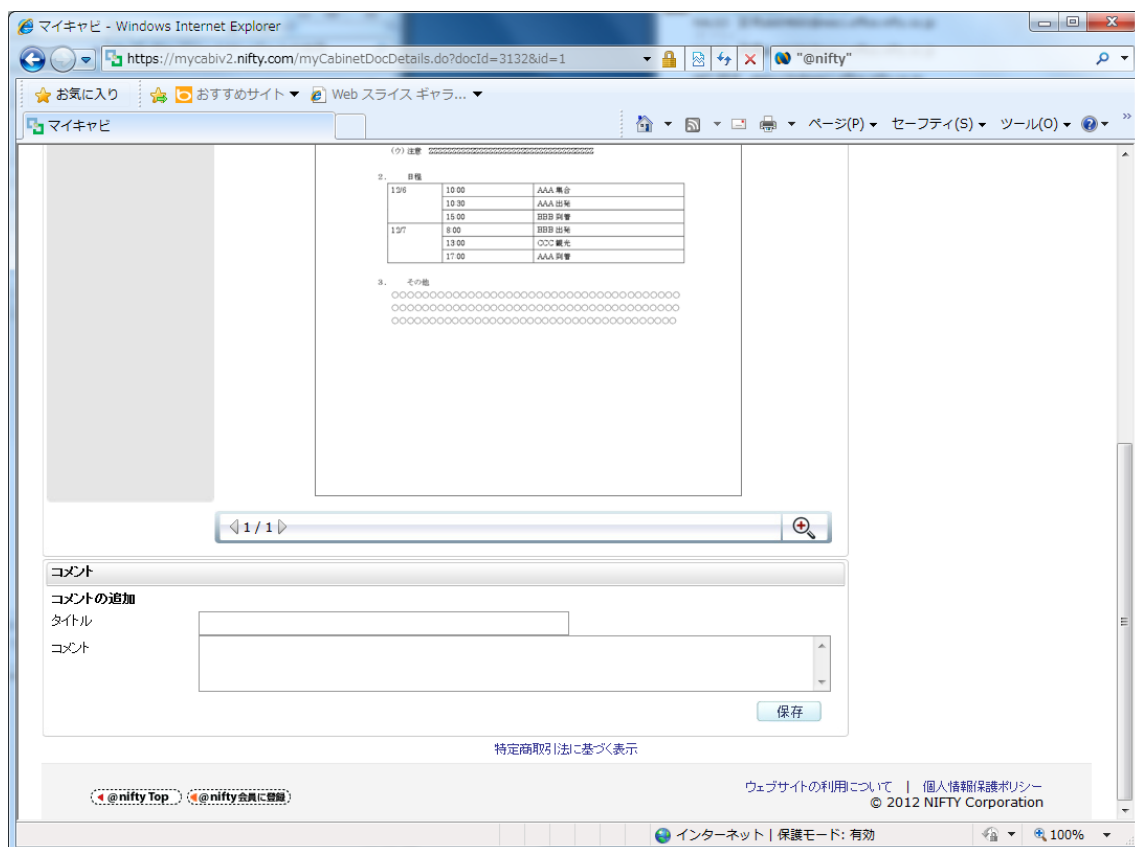 マイキャビ - Windows Internet Explorer
https://mycabiv2.nifty.com/myCabinetDocDetails.do?docId=3132&id=1
"@nifty"
お気に入り おすすめサイト ▼ Web スライス ギャラ... ▼
マイキャビ
ページ(P) セーフティ(S) ツール(O) »
(ウ) 注意
2. 日程
12/6 10:00 AAA 集合
10:30 AAA 出発
15:00 BBB 到着
12/7 8:00 BBB 出発
13:00 CCC 観光
17:00 AAA 到着
3. その他
1 / 1
コメント
コメントの追加
タイトル
コメント
保存
特定商取引法に基づく表示
@nifty Top @nifty会員に登録
ウェブサイトの利用について | 個人情報保護ポリシー
© 2012 NIFTY Corporation
インターネット | 保護モード: 有効 100%